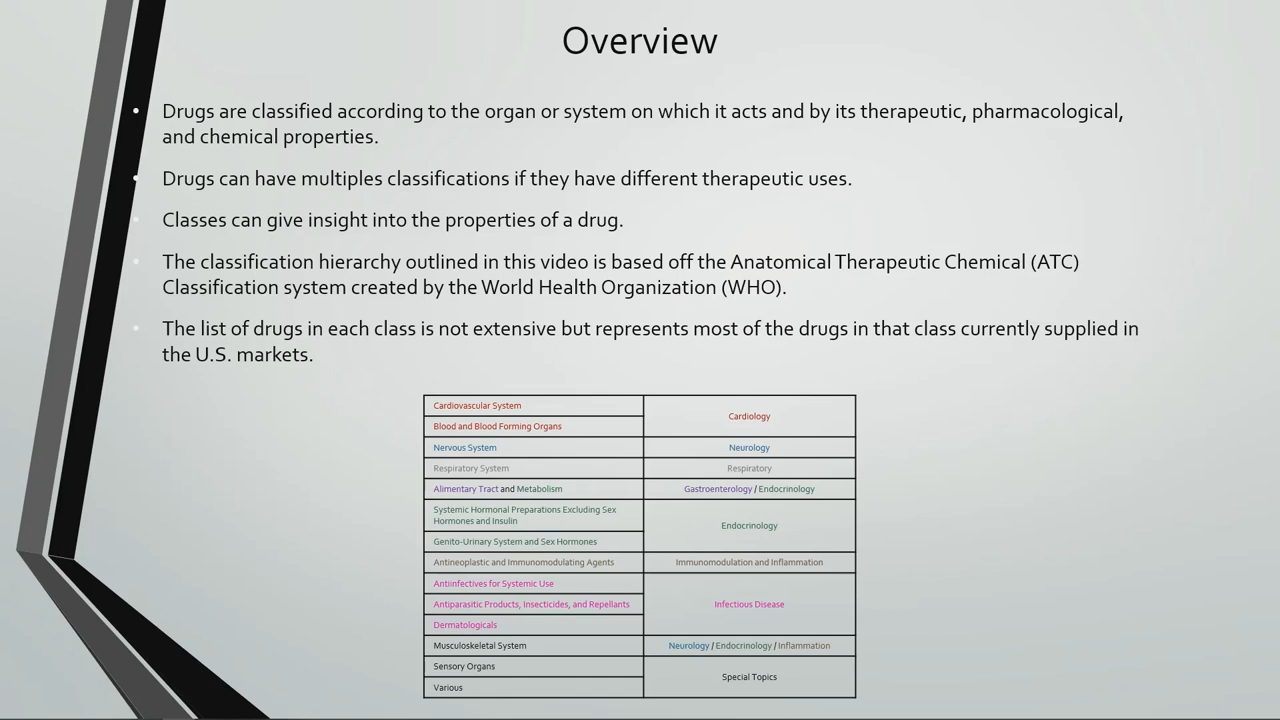 Overview
Drugs are classified according to the organ or system on which it acts and by its therapeutic, pharmacological,
and chemical properties.
Drugs can have multiples classifications if they have different therapeutic uses.
Classes can give insight into the properties of a drug.
The classification hierarchy outlined in this video is based off the Anatomical Therapeutic Chemical (ATC)
Classification system created by the World Health Organization (WHO).
The list of drugs in each class is not extensive but represents most of the drugs in that class currently supplied in
the U.S. markets.
Cardiovascular System
Cardiology
Blood and Blood Forming Organs
Nervous System
Neurology
Respiratory System
Respiratory
Alimentary Tract and Metabolism
Gastroenterology / Endocrinology
Systemic Hormonal Preparations Excluding Sex
Hormones and Insulin
Endocrinology
Genito-Urinary System and Sex Hormones
Antineoplastic and Immunomodulating Agents
Immunomodulation and Inflammation
Antiinfectives for Systemic Use
Antiparasitic Products, Insecticides, and Repellants
Infectious Disease
Dermatologicals
Musculoskeletal System
Neurology / Endocrinology / Inflammation
Sensory Organs
Special Topics
Various